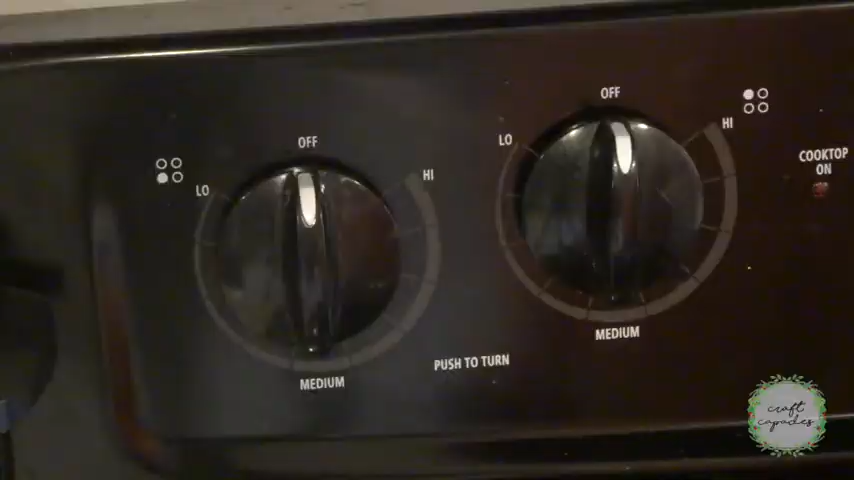 OFF
LO
HI
MEDIUM
PUSH TO TURN
OFF
LO
HI
MEDIUM
COOKTOP
ON
craft
capades